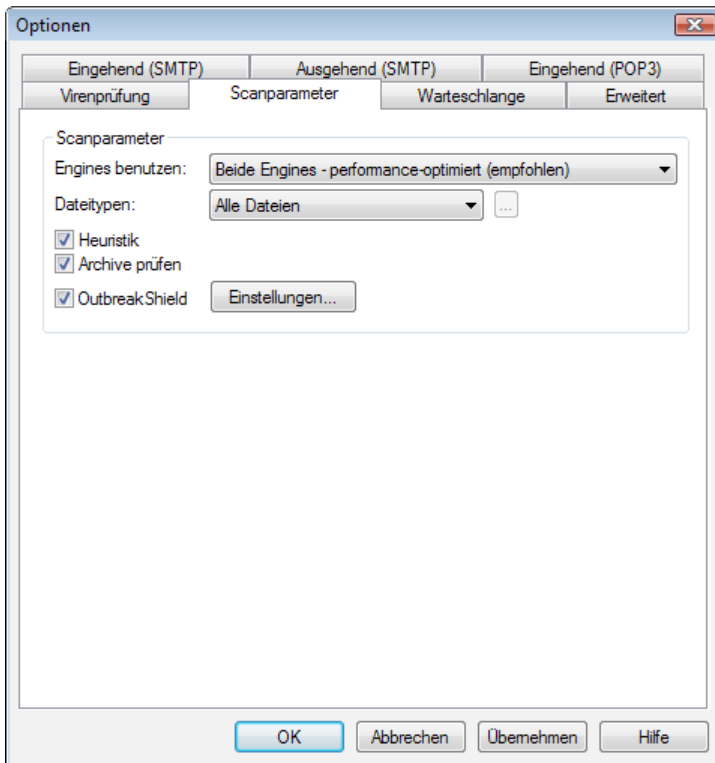 Optionen
Eingehend (SMTP) Ausgehend (SMTP) Eingehend (POP3)
Virenprüfung Scanparameter Warteschlange Erweitert
Scanparameter
Engines benutzen: Beide Engines - performance-optimiert (empfohlen)
Dateitypen: Alle Dateien ...
Heuristik
Archive prüfen
OutbreakShield Einstellungen...
OK Abbrechen Übernehmen Hilfe